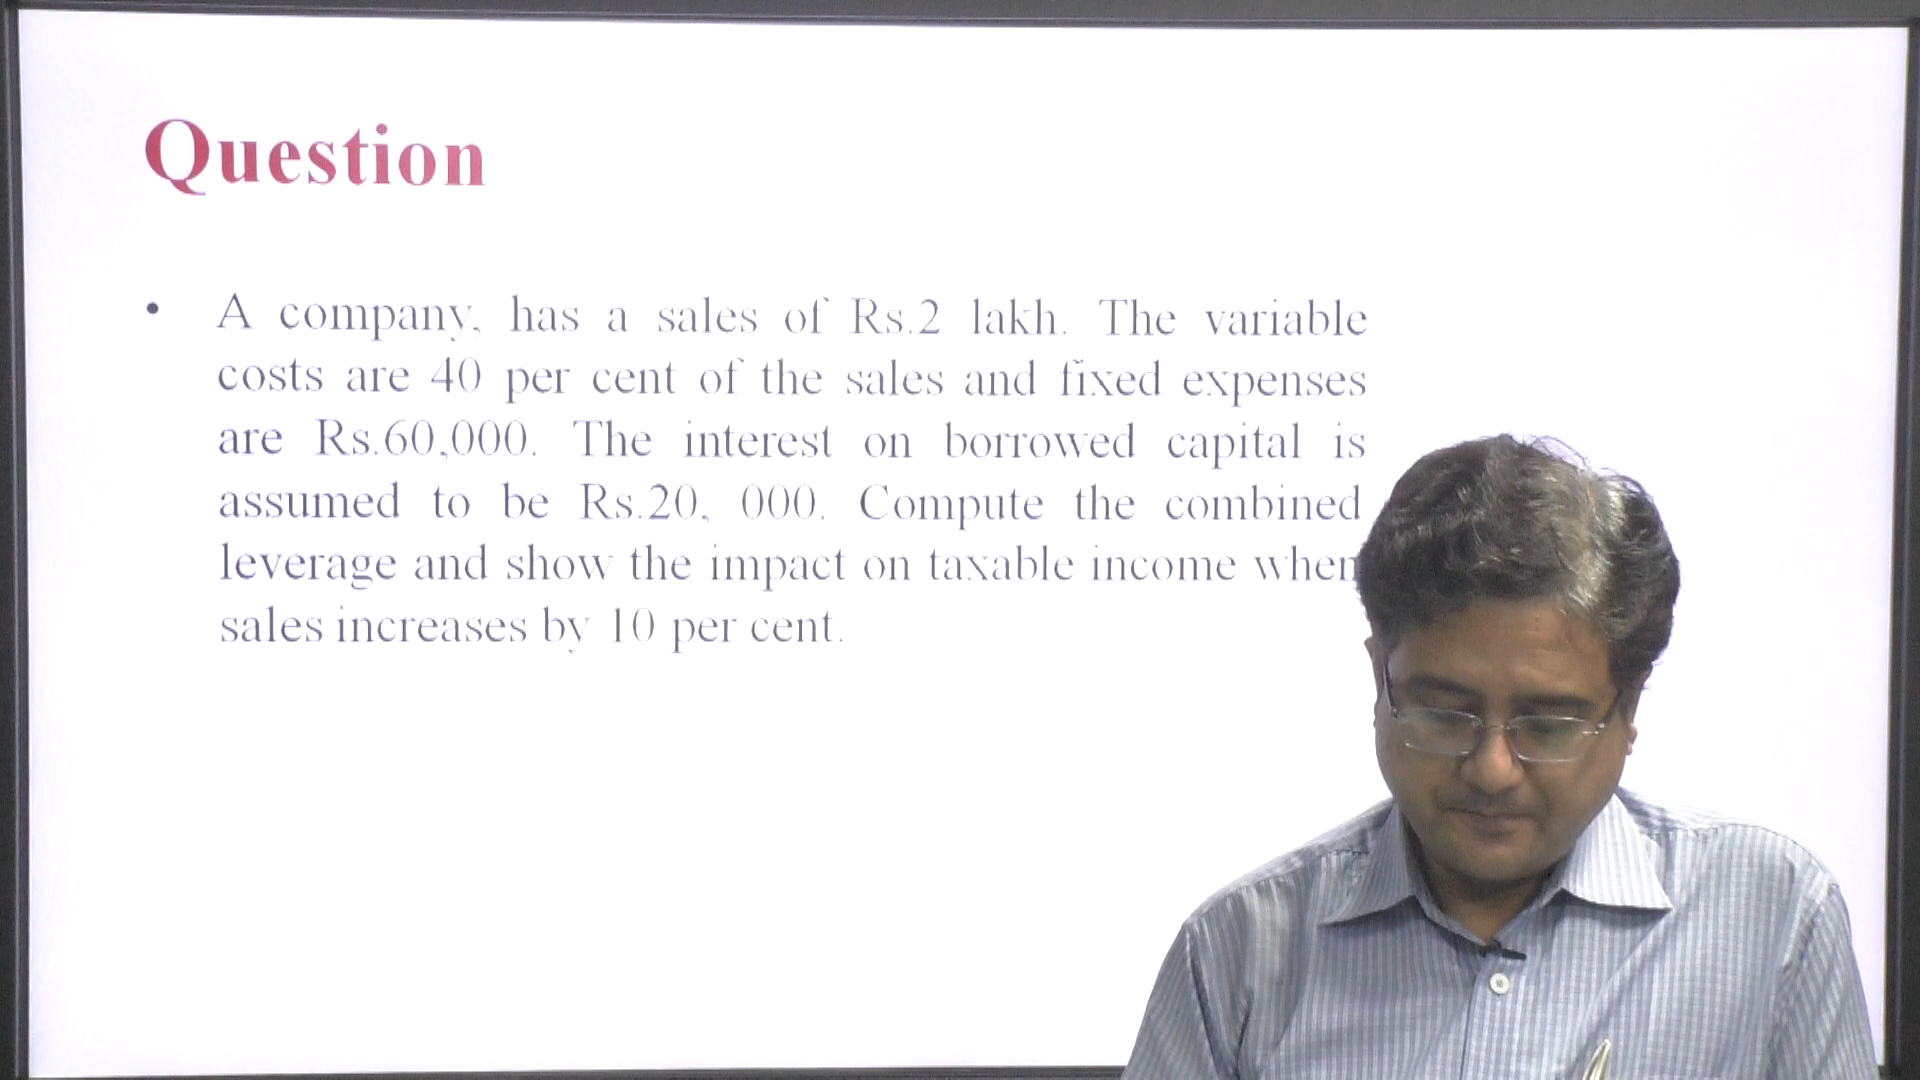 Question
• A company, has a sales of Rs.2 lakh. The variable
costs are 40 per cent of the sales and fixed expenses
are Rs.60,000. The interest on borrowed capital is
assumed to be Rs.20, 000. Compute the combined
leverage and show the impact on taxable income when
sales increases by 10 per cent.